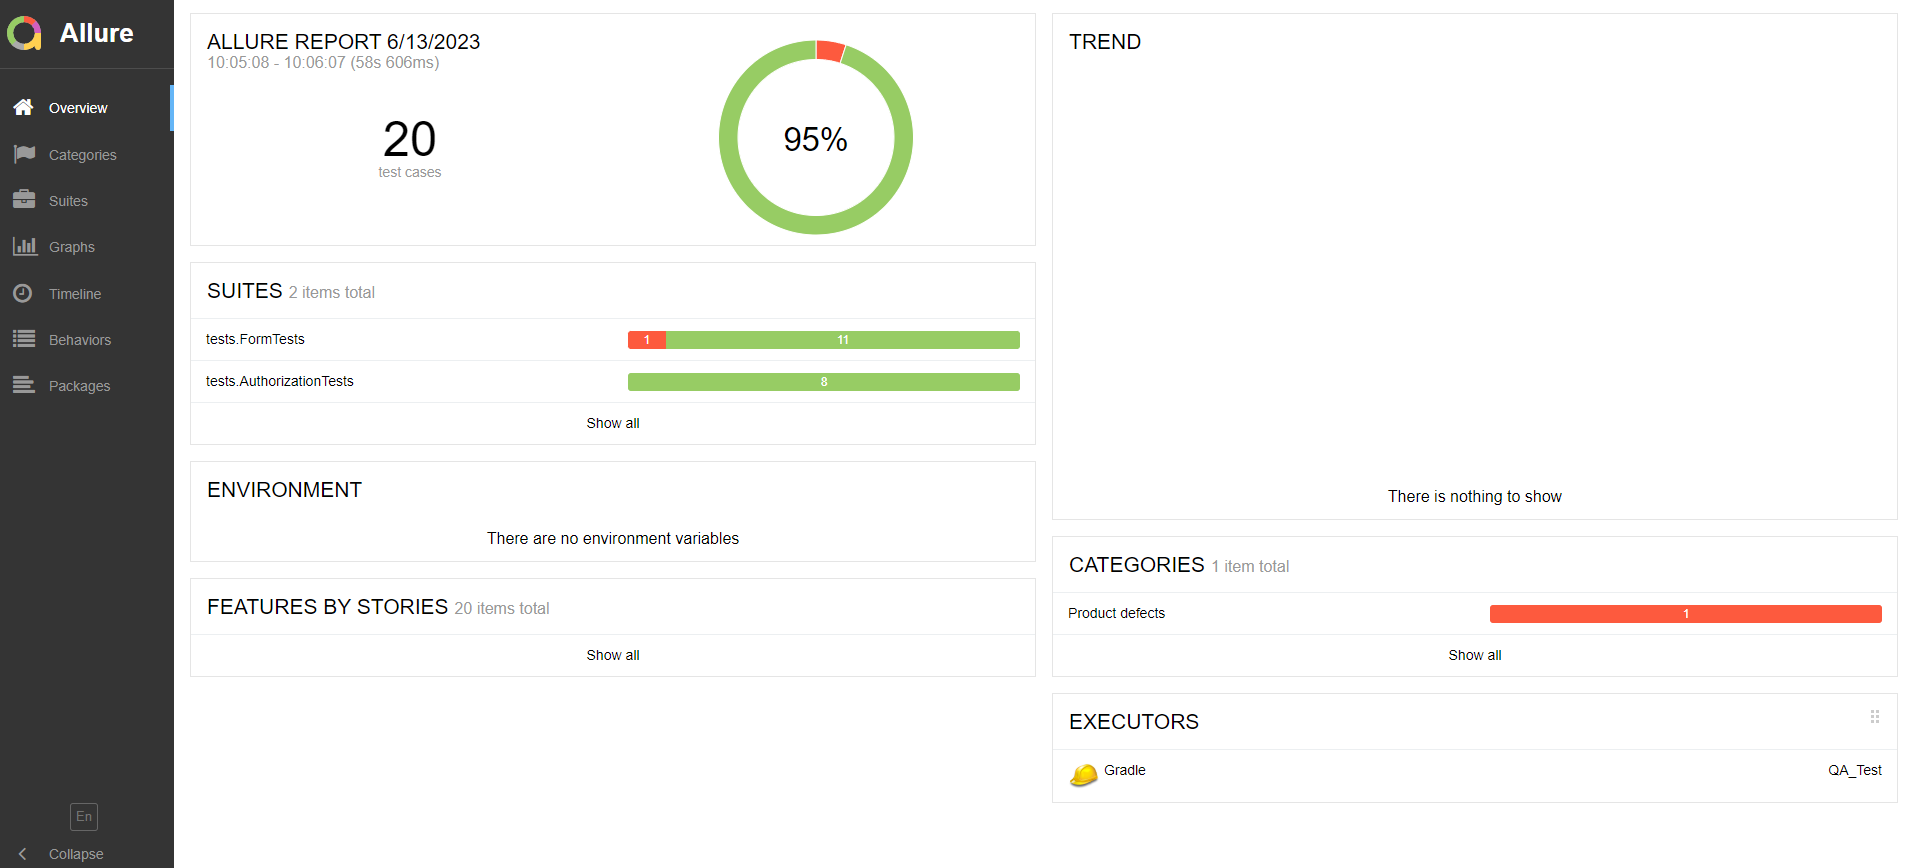 Allure
Overview
Categories
Suites
Graphs
Timeline
Behaviors
Packages
En
Collapse
ALLURE REPORT 6/13/2023
10:05:08 - 10:06:07 (58s 606ms)
20
test cases
95%
SUITES 2 items total
tests.FormTests 1 11
tests.AuthorizationTests 8
Show all
ENVIRONMENT
There are no environment variables
FEATURES BY STORIES 20 items total
Show all
TREND
There is nothing to show
CATEGORIES 1 item total
Product defects 1
Show all
EXECUTORS
Gradle QA_Test